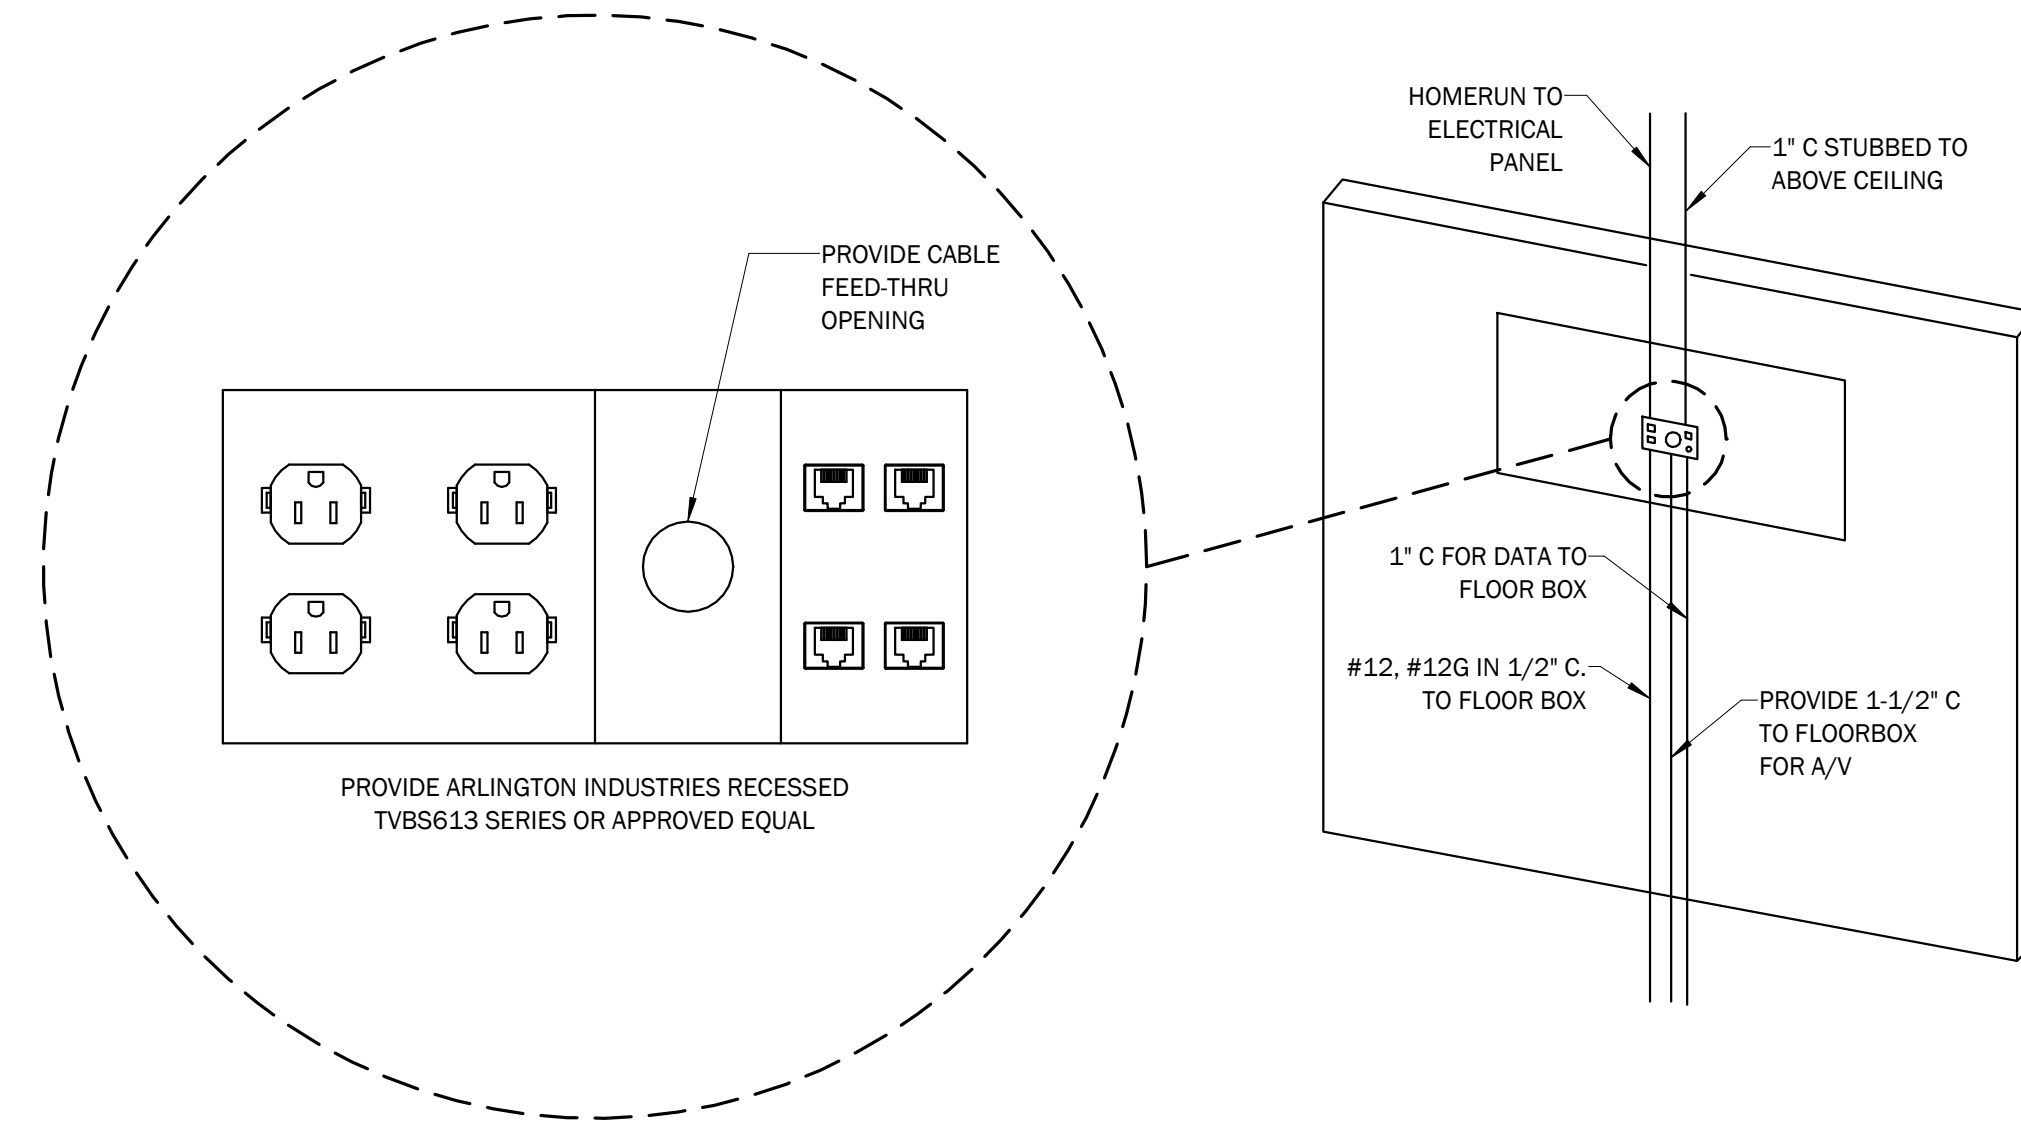 PROVIDE CABLE
FEED-THRU
OPENING
PROVIDE ARLINGTON INDUSTRIES RECESSED
TVBS613 SERIES OR APPROVED EQUAL
HOMERUN TO
ELECTRICAL
PANEL
1" C STUBBED TO
ABOVE CEILING
1" C FOR DATA TO
FLOOR BOX
#12, #12G IN 1/2" C.
TO FLOOR BOX
PROVIDE 1-1/2" C
TO FLOORBOX
FOR A/V